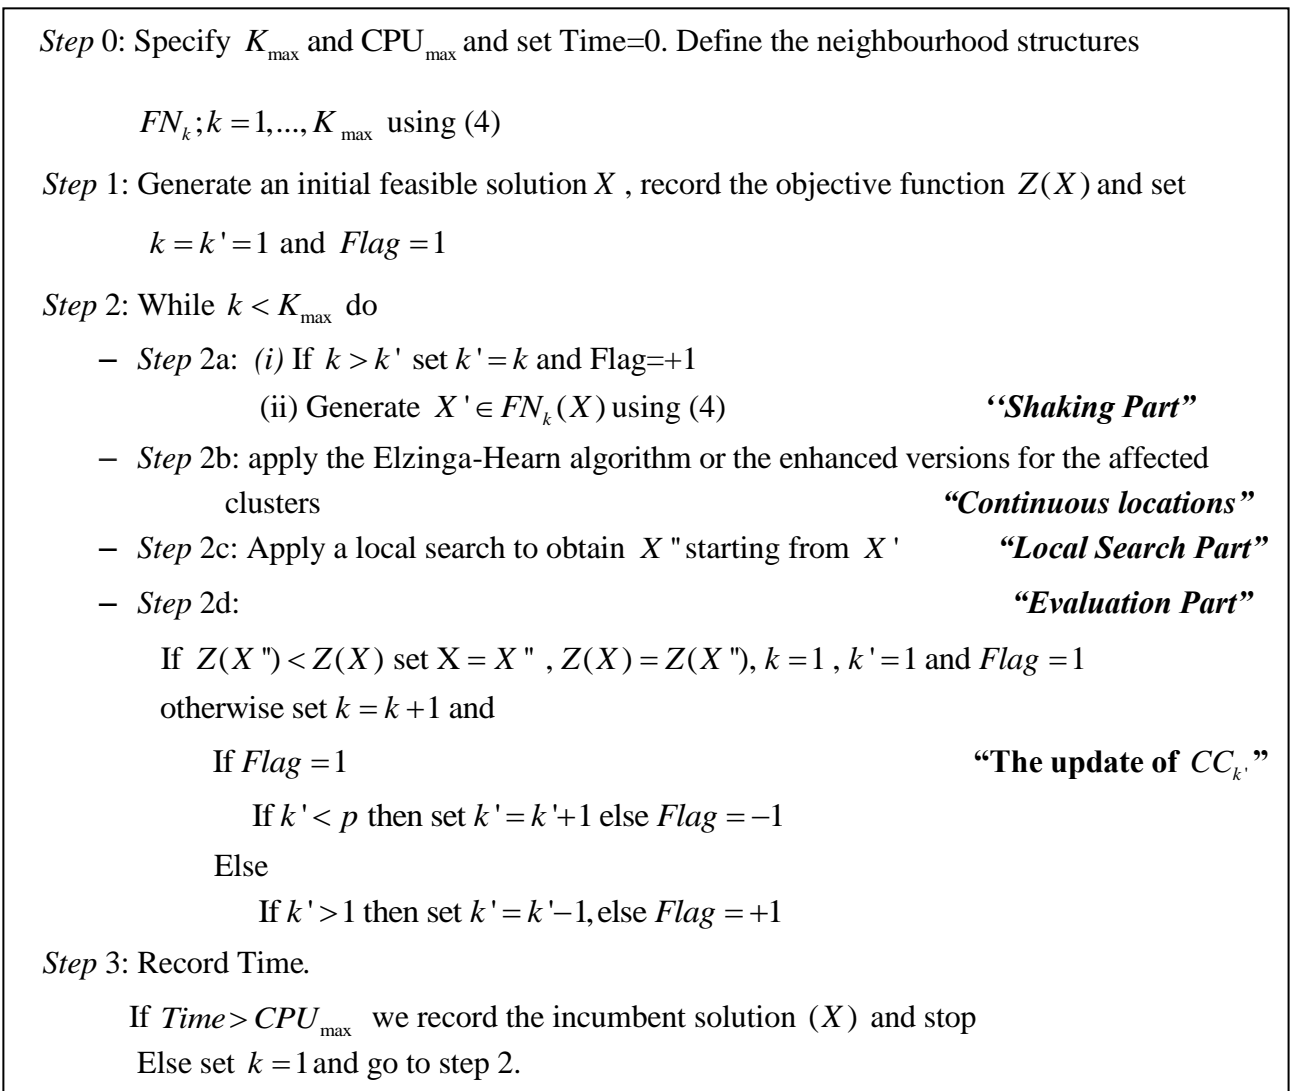 Step 0: Specify K_max and CPU_max and set Time=0. Define the neighbourhood structures
FN_k; k = 1,..., K_max using (4)
Step 1: Generate an initial feasible solution X , record the objective function Z(X) and set
k = k' = 1 and Flag = 1
Step 2: While k < K_max do
– Step 2a: (i) If k > k' set k' = k and Flag=+1
(ii) Generate X' ∈ FN_k(X) using (4) ‘‘Shaking Part”
– Step 2b: apply the Elzinga-Hearn algorithm or the enhanced versions for the affected
clusters “Continuous locations”
– Step 2c: Apply a local search to obtain X" starting from X' “Local Search Part”
– Step 2d: “Evaluation Part”
If Z(X") < Z(X) set X = X" , Z(X) = Z(X"), k = 1 , k' = 1 and Flag = 1
otherwise set k = k +1 and
If Flag = 1 “The update of CC_k'”
If k' < p then set k' = k'+1 else Flag = −1
Else
If k' > 1 then set k' = k'−1, else Flag = +1
Step 3: Record Time.
If Time > CPU_max we record the incumbent solution (X) and stop
Else set k = 1 and go to step 2.